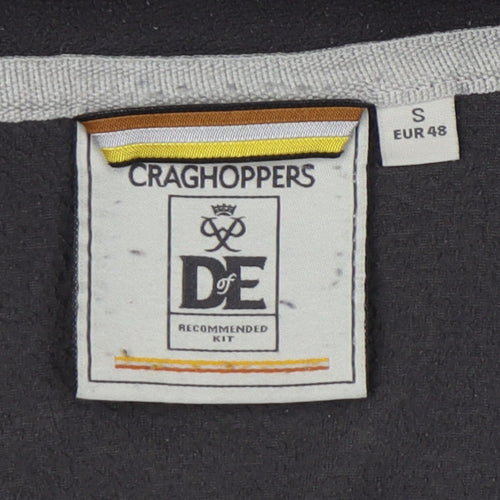 S
EUR 48
CRAGHOPPERS
DofE
RECOMMENDED
KIT